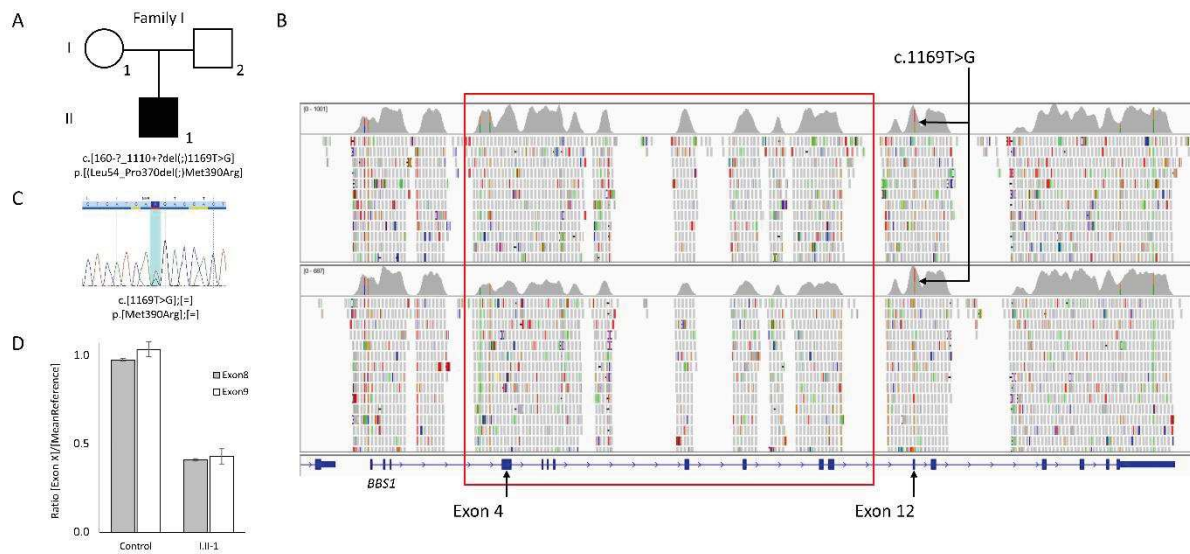 A
Family I
I
1
2
II
1
c.[160-?_1110+?del(;)1169T>G]
p.[(Leu54_Pro370del(;)Met390Arg]
C
c.[1169T>G];[=]
p.[Met390Arg];[=]
D
Ratio [Exon X]/[MeanReference]
1.0
0.5
0.0
Exon8
Exon9
Control
I.II-1
B
c.1169T>G
[0 - 1001]
[0 - 667]
BBS1
Exon 4
Exon 12